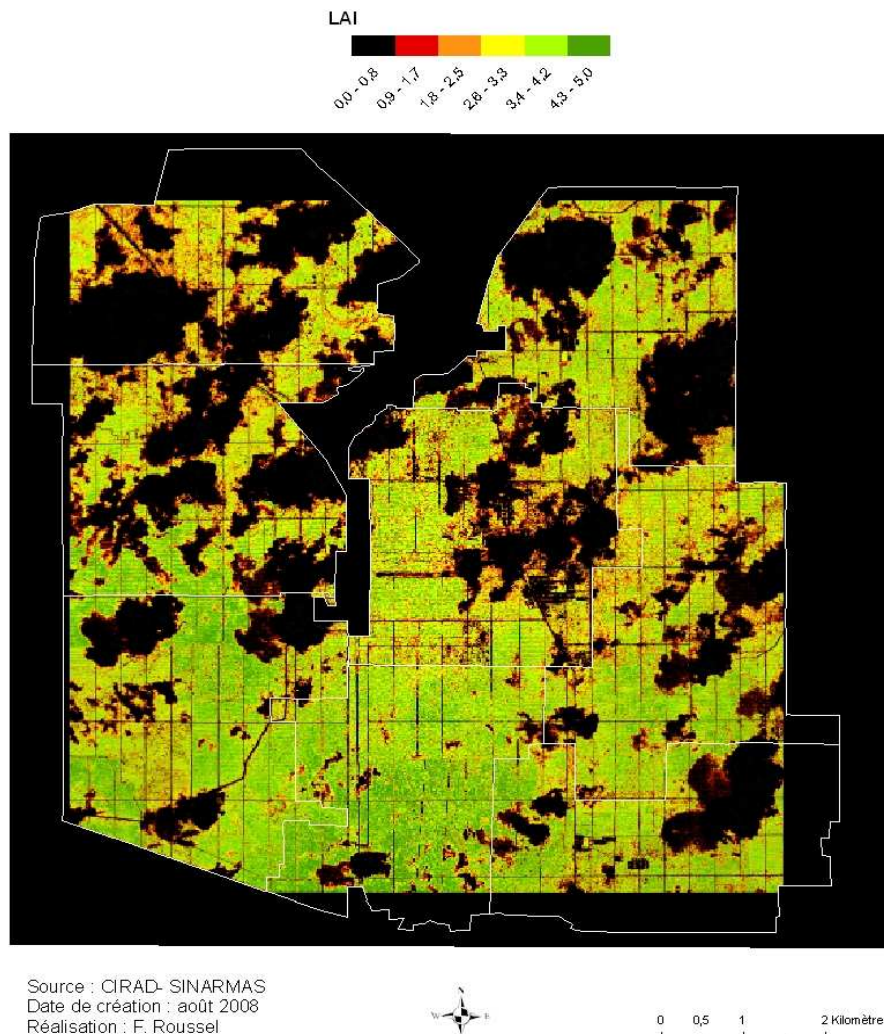 LAI
0,0 - 0,8
0,9 - 1,7
1,8 - 2,5
2,6 - 3,3
3,4 - 4,2
4,3 - 5,0
Source : CIRAD- SINARMAS
Date de création : août 2008
Réalisation : F. Roussel
N
W E
0 0,5 1 2 Kilomètre